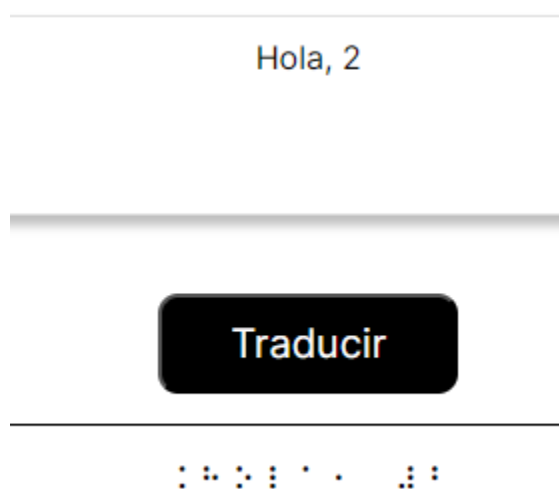 Hola, 2
Traducir
⠨⠓⠕⠇⠁⠂ ⠼⠃